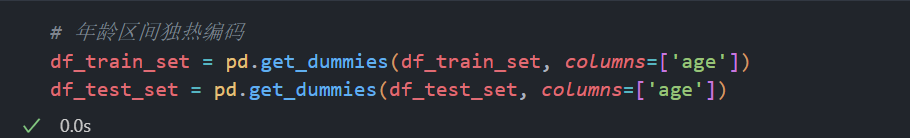 # 年龄区间独热编码
df_train_set = pd.get_dummies(df_train_set, columns=['age'])
df_test_set = pd.get_dummies(df_test_set, columns=['age'])
0.0s